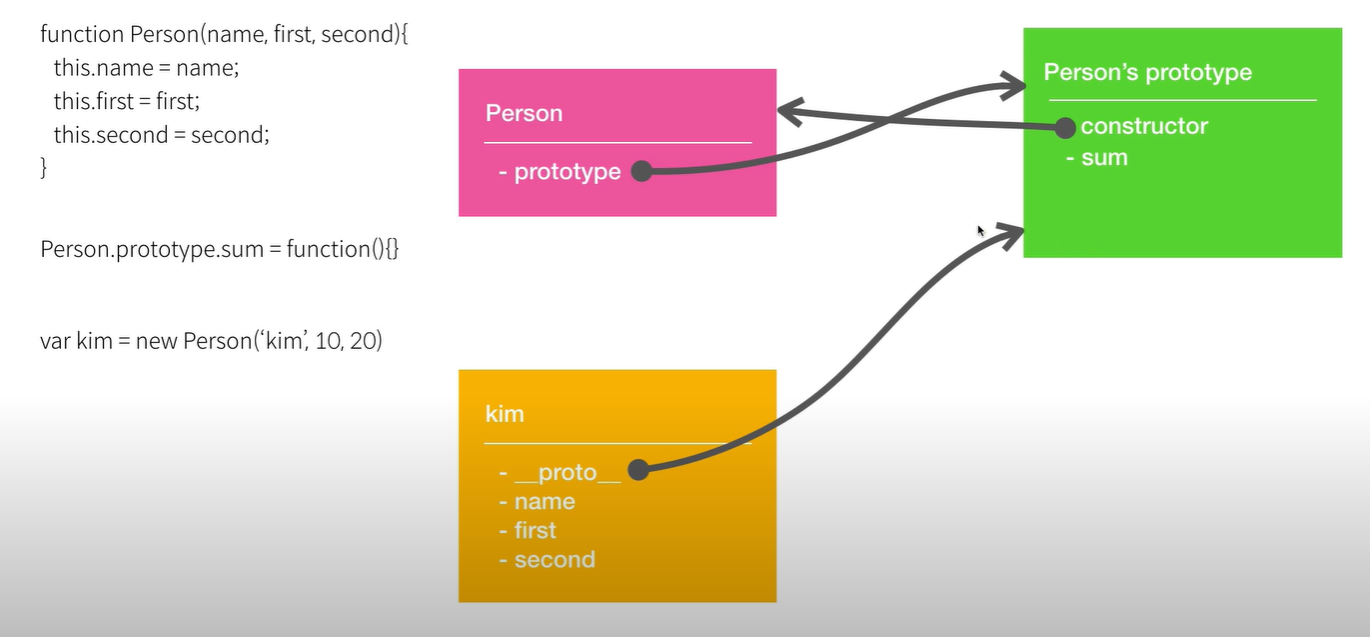 function Person(name, first, second){
this.name = name;
this.first = first;
this.second = second;
}
Person.prototype.sum = function(){}
var kim = new Person(‘kim’, 10, 20)
Person
- prototype
Person’s prototype
constructor
- sum
kim
- __proto__
- name
- first
- second